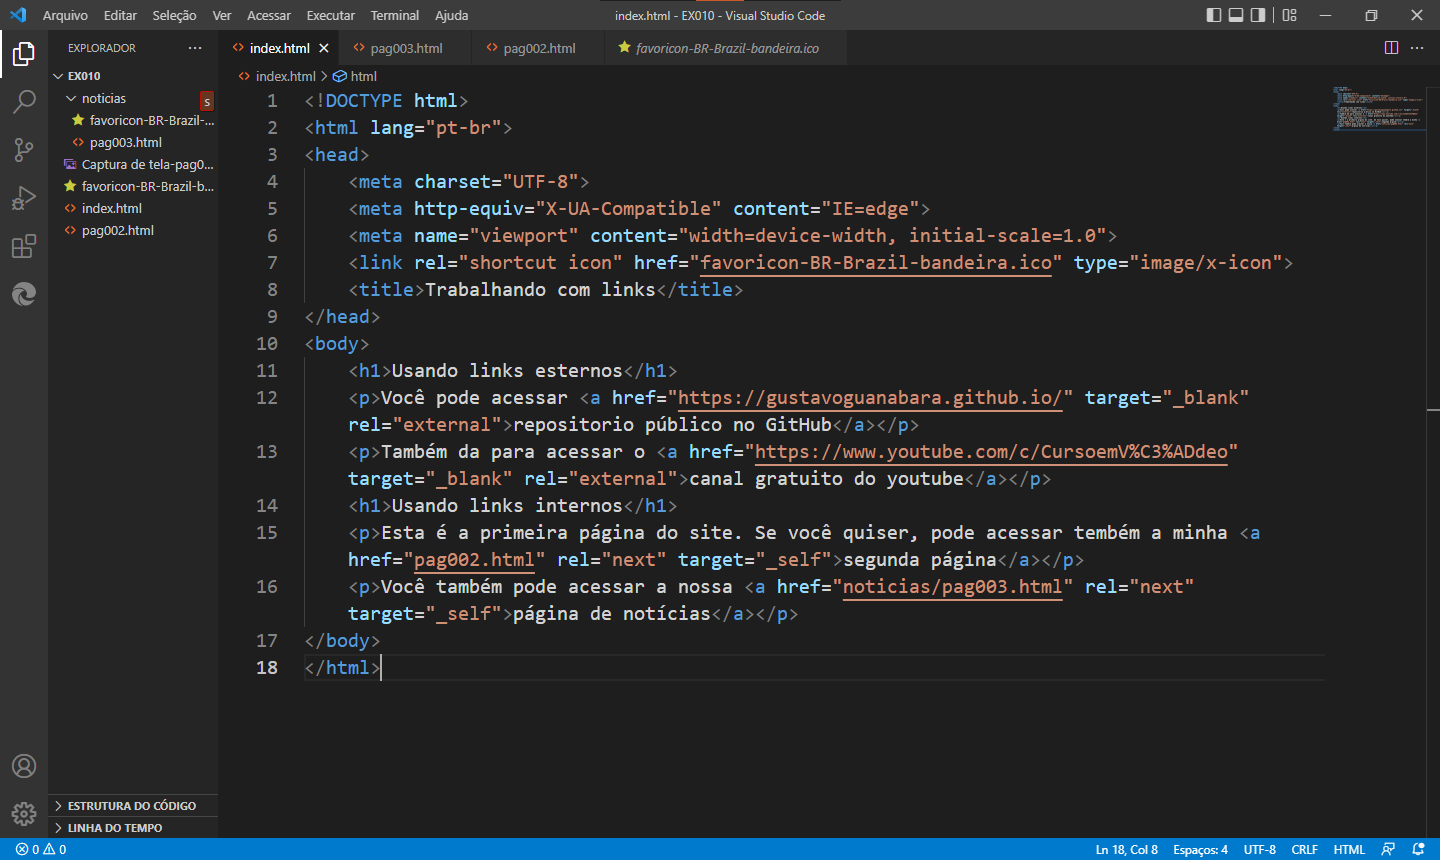 Arquivo Editar Seleção Ver Acessar Executar Terminal Ajuda
index.html - EX010 - Visual Studio Code
EXPLORADOR
index.html
pag003.html
pag002.html
favoricon-BR-Brazil-bandeira.ico
EX010
noticias
s
favoricon-BR-Brazil-...
pag003.html
Captura de tela-pag0...
favoricon-BR-Brazil-b...
index.html
pag002.html
index.html > html
1 <!DOCTYPE html>
2 <html lang="pt-br">
3 <head>
4 <meta charset="UTF-8">
5 <meta http-equiv="X-UA-Compatible" content="IE=edge">
6 <meta name="viewport" content="width=device-width, initial-scale=1.0">
7 <link rel="shortcut icon" href="favoricon-BR-Brazil-bandeira.ico" type="image/x-icon">
8 <title>Trabalhando com links</title>
9 </head>
10 <body>
11 <h1>Usando links esternos</h1>
12 <p>Você pode acessar <a href="https://gustavoguanabara.github.io/" target="_blank"
rel="external">repositorio público no GitHub</a></p>
13 <p>Também da para acessar o <a href="https://www.youtube.com/c/CursoemV%C3%ADdeo"
target="_blank" rel="external">canal gratuito do youtube</a></p>
14 <h1>Usando links internos</h1>
15 <p>Esta é a primeira página do site. Se você quiser, pode acessar tembém a minha <a
href="pag002.html" rel="next" target="_self">segunda página</a></p>
16 <p>Você também pode acessar a nossa <a href="noticias/pag003.html" rel="next"
target="_self">página de notícias</a></p>
17 </body>
18 </html>
ESTRUTURA DO CÓDIGO
LINHA DO TEMPO
0 0
Ln 18, Col 8 Espaços: 4 UTF-8 CRLF HTML